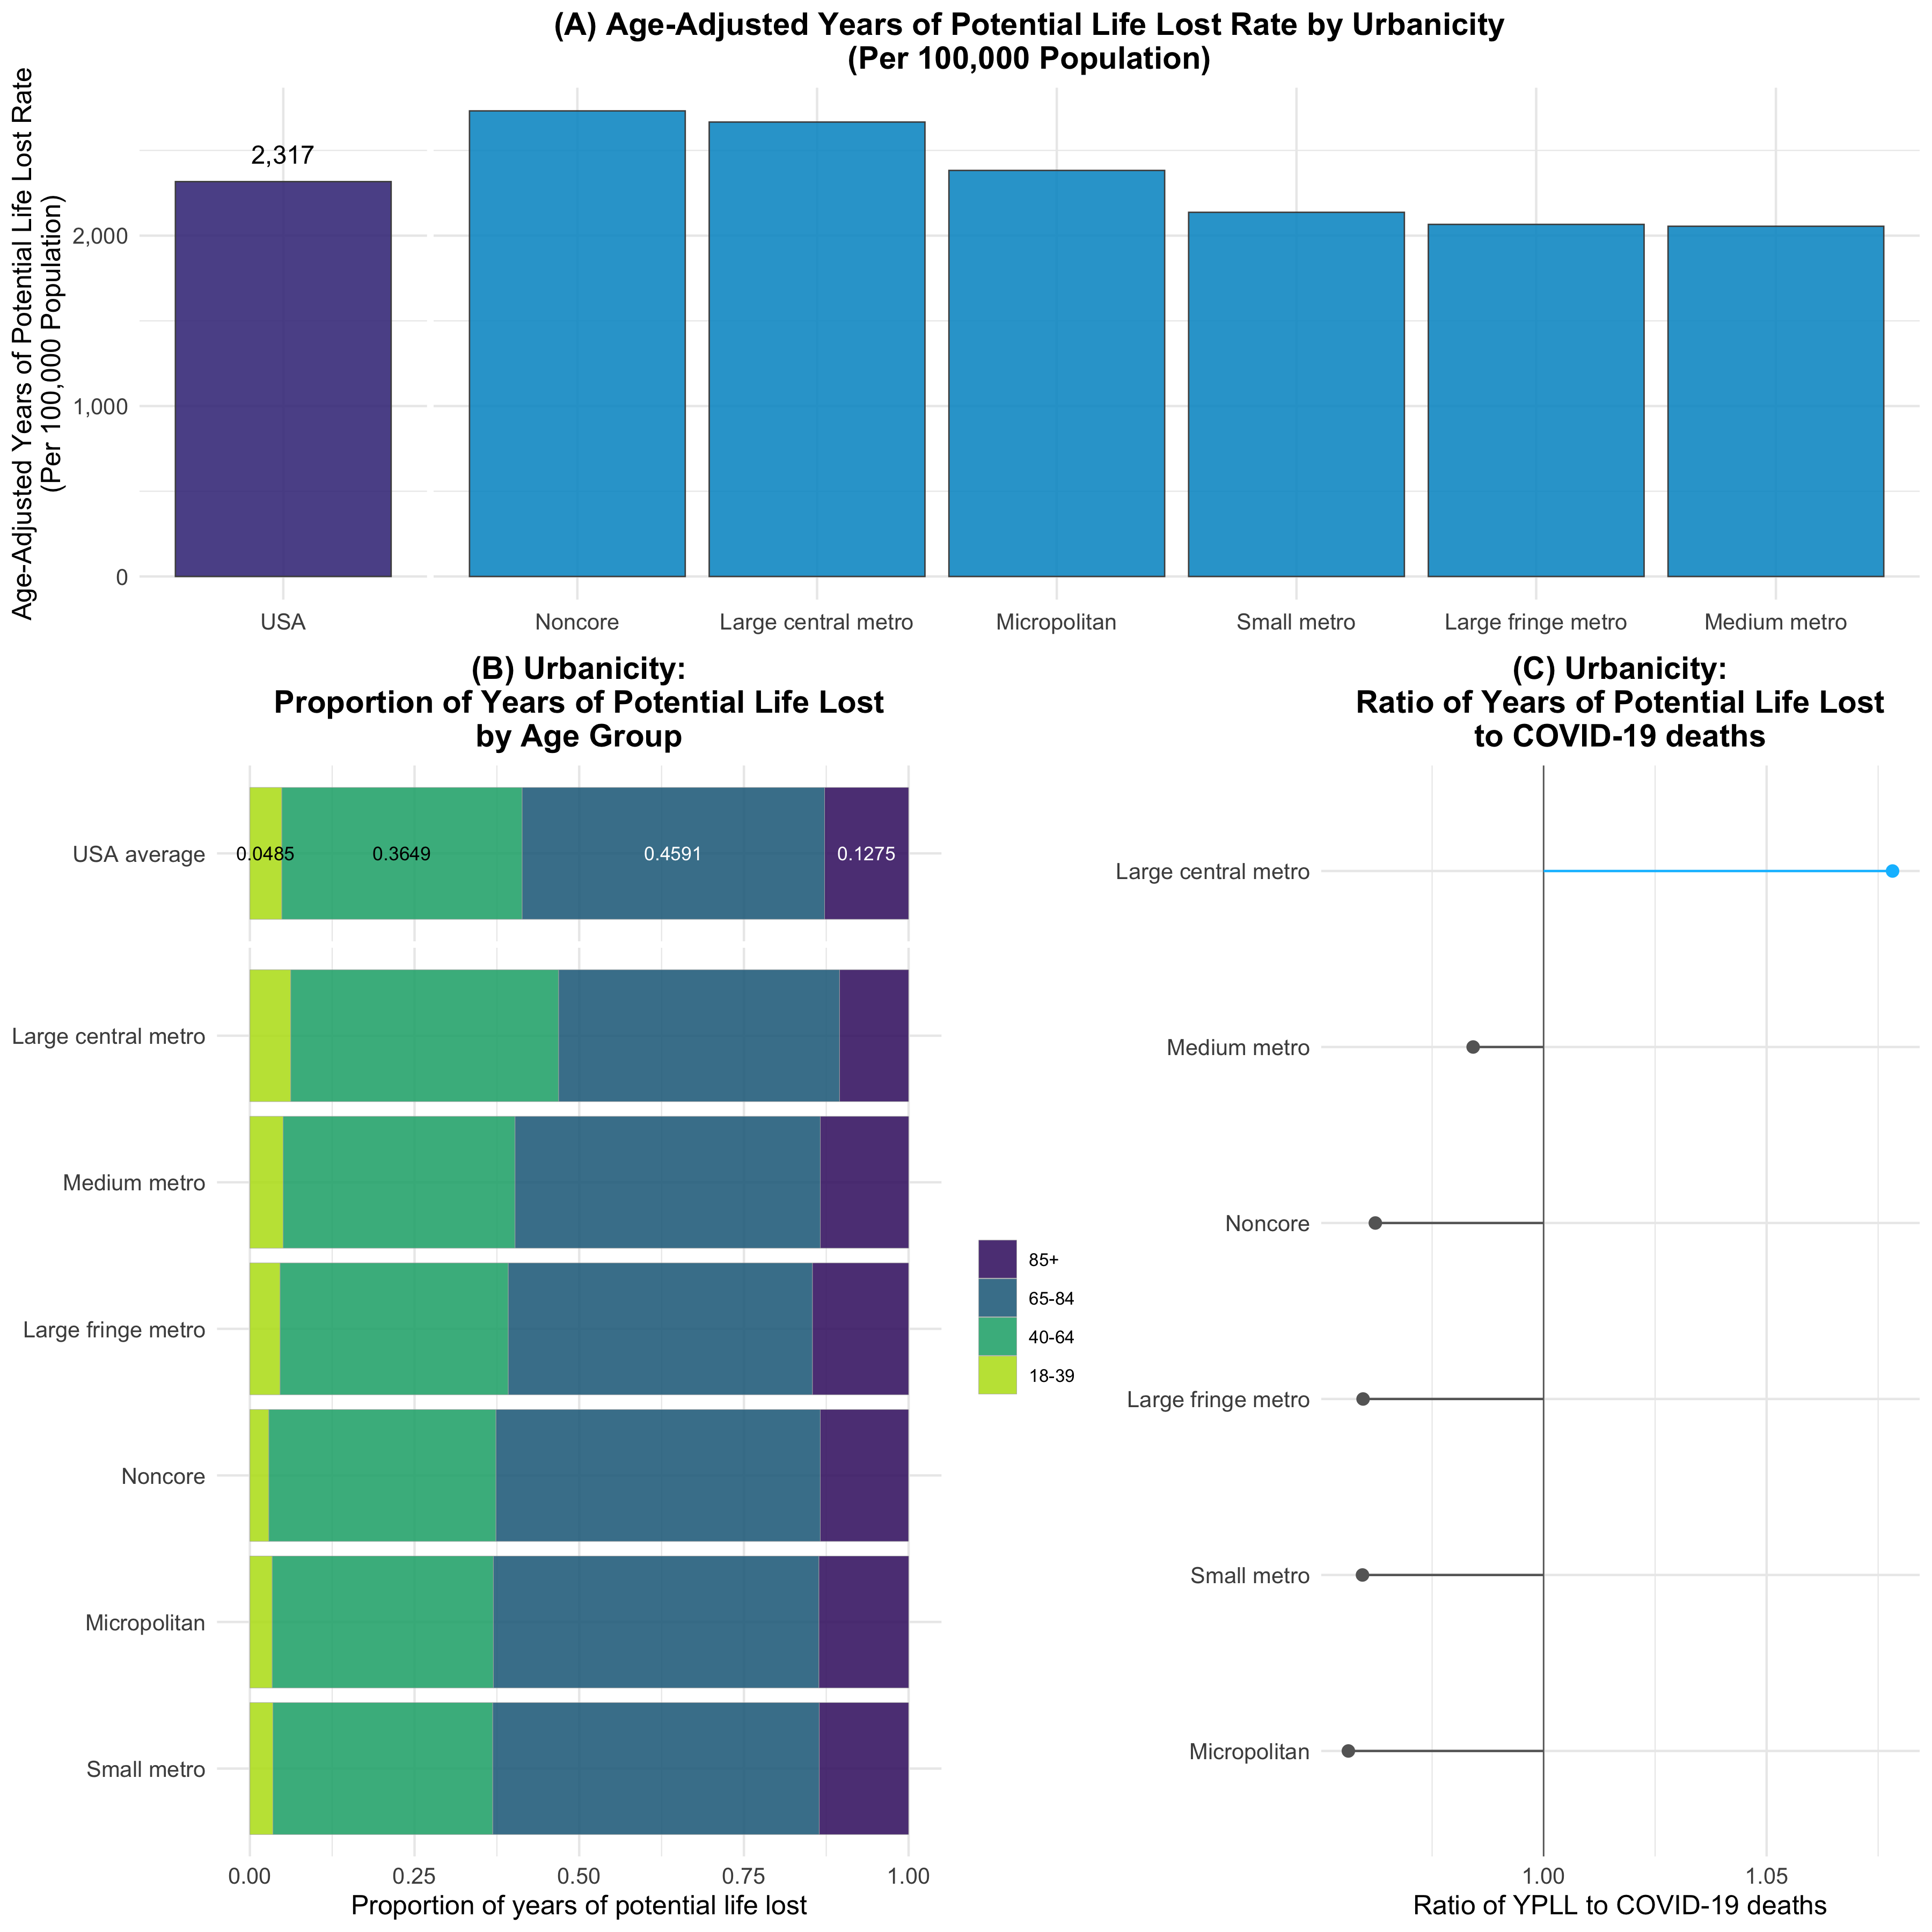 (A) Age-Adjusted Years of Potential Life Lost Rate by Urbanicity
(Per 100,000 Population)
Age-Adjusted Years of Potential Life Lost Rate
(Per 100,000 Population)
2,000
1,000
0
2,317
USA
Noncore
Large central metro
Micropolitan
Small metro
Large fringe metro
Medium metro
(B) Urbanicity:
Proportion of Years of Potential Life Lost
by Age Group
USA average
0.0485
0.3649
0.4591
0.1275
Large central metro
Medium metro
Large fringe metro
Noncore
Micropolitan
Small metro
0.00
0.25
0.50
0.75
1.00
Proportion of years of potential life lost
85+
65-84
40-64
18-39
(C) Urbanicity:
Ratio of Years of Potential Life Lost
to COVID-19 deaths
Large central metro
Medium metro
Noncore
Large fringe metro
Small metro
Micropolitan
1.00
1.05
Ratio of YPLL to COVID-19 deaths